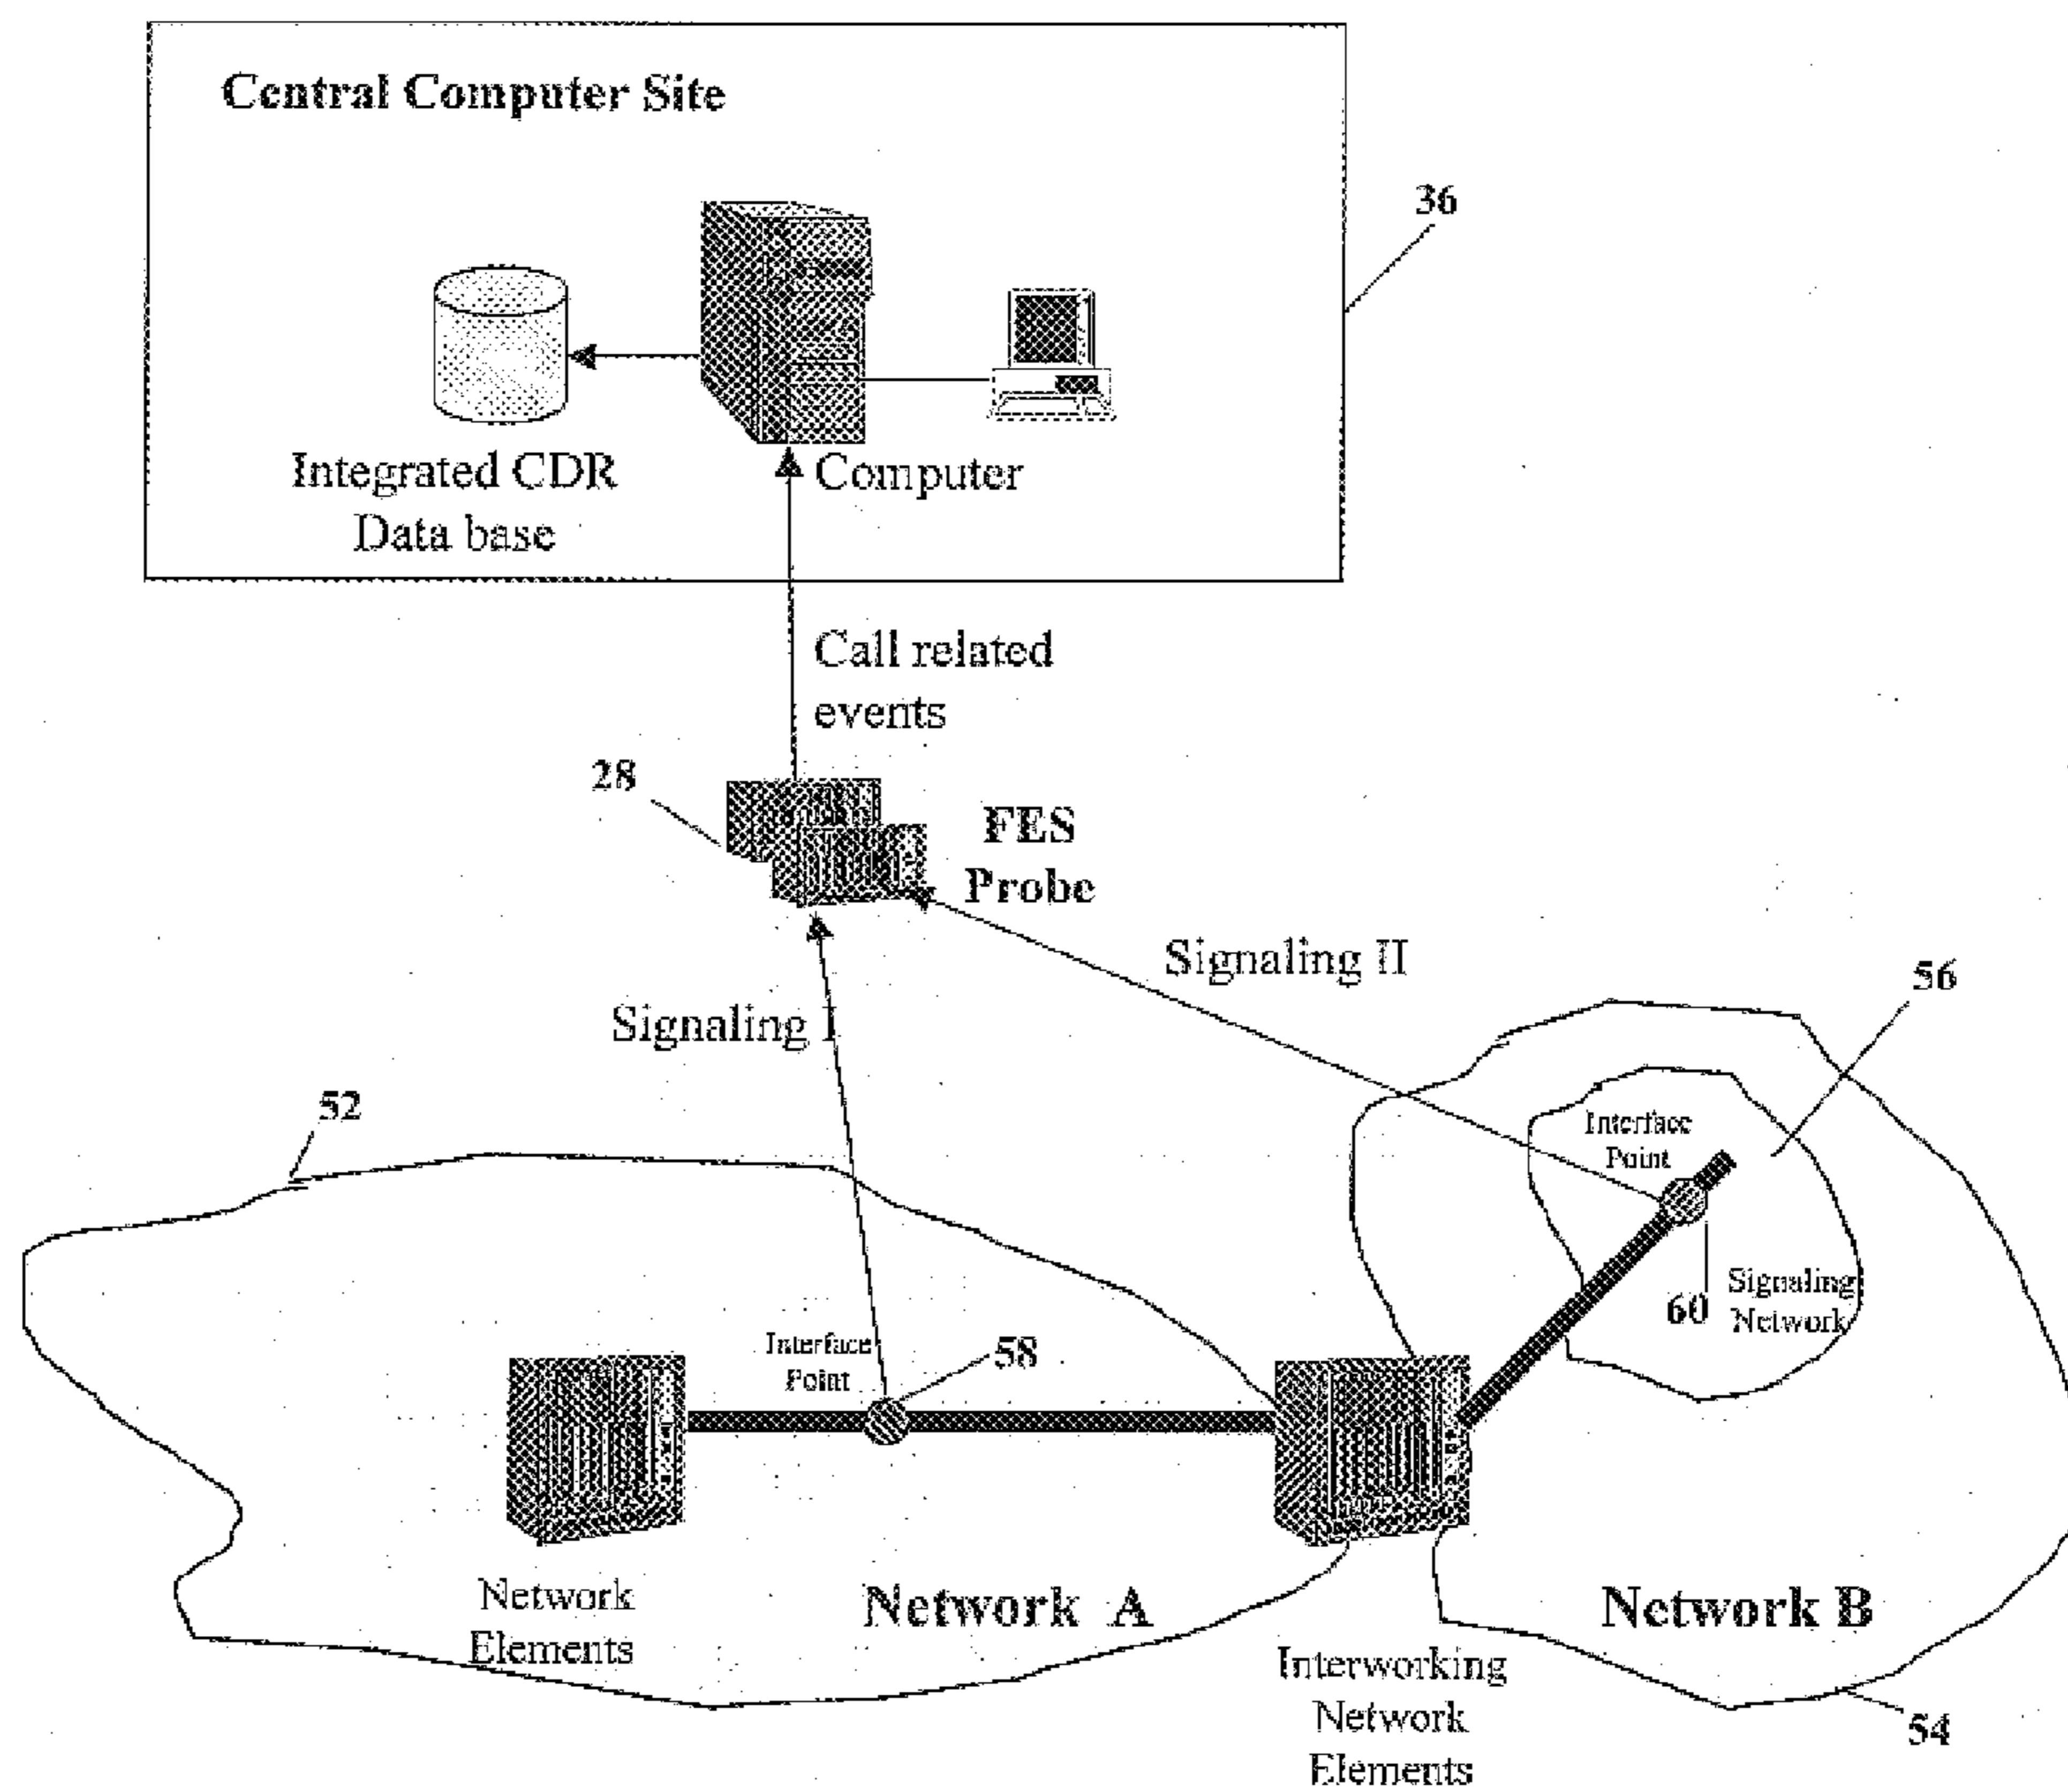 Central Computer Site
36
Integrated CDR
Data base
Computer
Call related
events
28
FES
Probe
Signaling II
Signaling I
56
52
Interface
Point
Interface
Point
58
60
Signaling
Network
Network
Elements
Network A
Network B
Interworking
Network
Elements
54